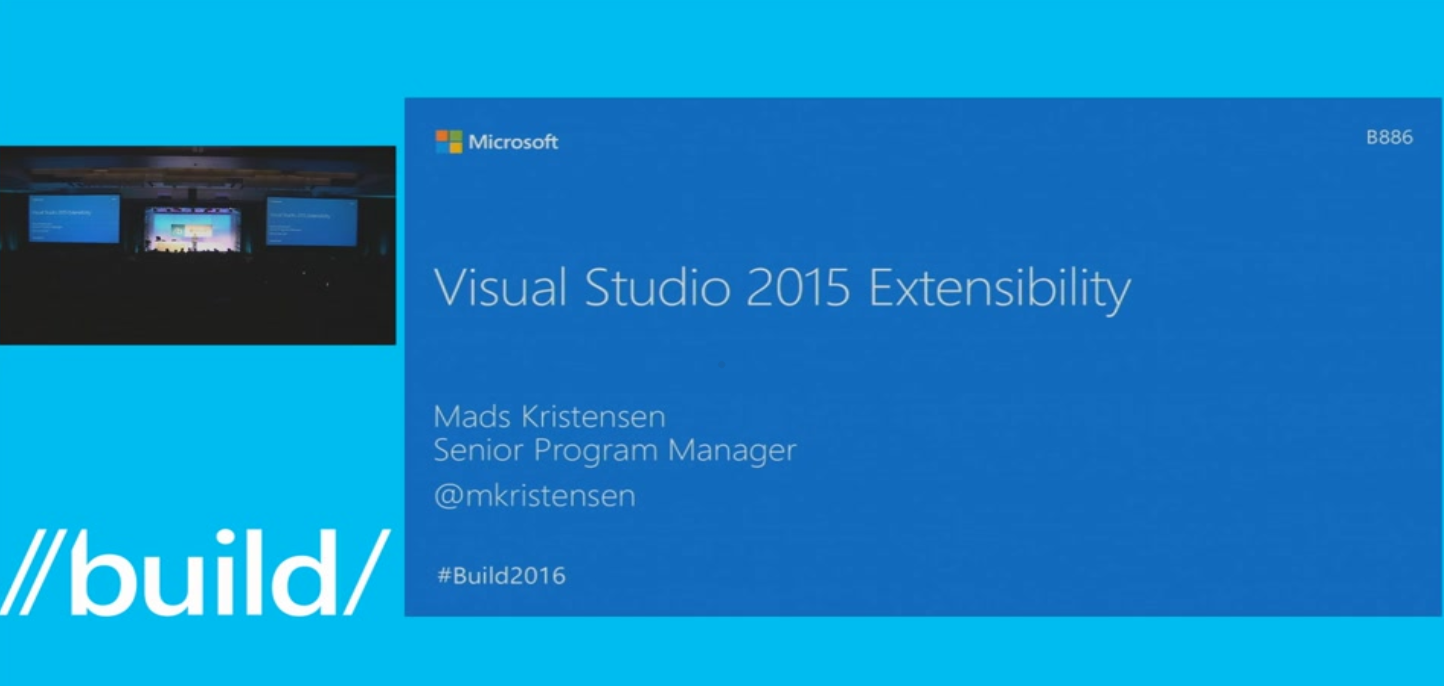 Microsoft
B886
Visual Studio 2015 Extensibility
Mads Kristensen
Senior Program Manager
@mkristensen
#Build2016
//build/